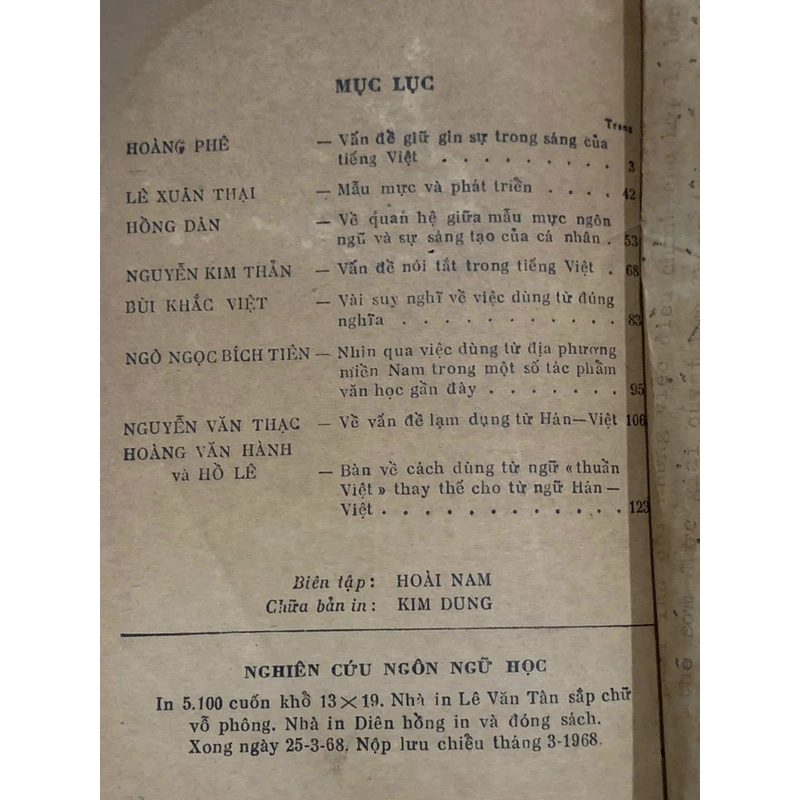 MỤC LỤC
Trang
HOÀNG PHÊ — Vấn đề giữ gìn sự trong sáng của
tiếng Việt . . . . . . . . . 3
LÊ XUÂN THẠI — Mẫu mực và phát triển . . . . 42
HỒNG DÂN — Về quan hệ giữa mẫu mực ngôn
ngũ và sự sáng tạo của cá nhân . 53
NGUYỄN KIM THẢN — Vấn đề nói tắt trong tiếng Việt . 68
BÙI KHẮC VIỆT — Vài suy nghĩ về việc dùng từ đúng
nghĩa . . . . . . . . . . . 83
NGÔ NGỌC BÍCH TIÊN — Nhìn qua việc dùng từ địa phương
miền Nam trong một số tác phẩm
văn học gần đây . . . . . . . 95
NGUYỄN VĂN THẠC — Về vấn đề lạm dụng từ Hán—Việt 106
HOÀNG VĂN HÀNH
và HỒ LÊ — Bàn về cách dùng từ ngữ «thuần
Việt» thay thế cho từ ngữ Hán —
Việt . . . . . . . . . . . . 123
Biên tập : HOÀI NAM
Chữa bản in : KIM DUNG
NGHIÊN CỨU NGÔN NGỮ HỌC
In 5.100 cuốn khổ 13×19. Nhà in Lê Văn Tân sắp chữ
vỗ phông. Nhà in Diên hồng in và đóng sách.
Xong ngày 25-3-68. Nộp lưu chiều tháng 3-1968.